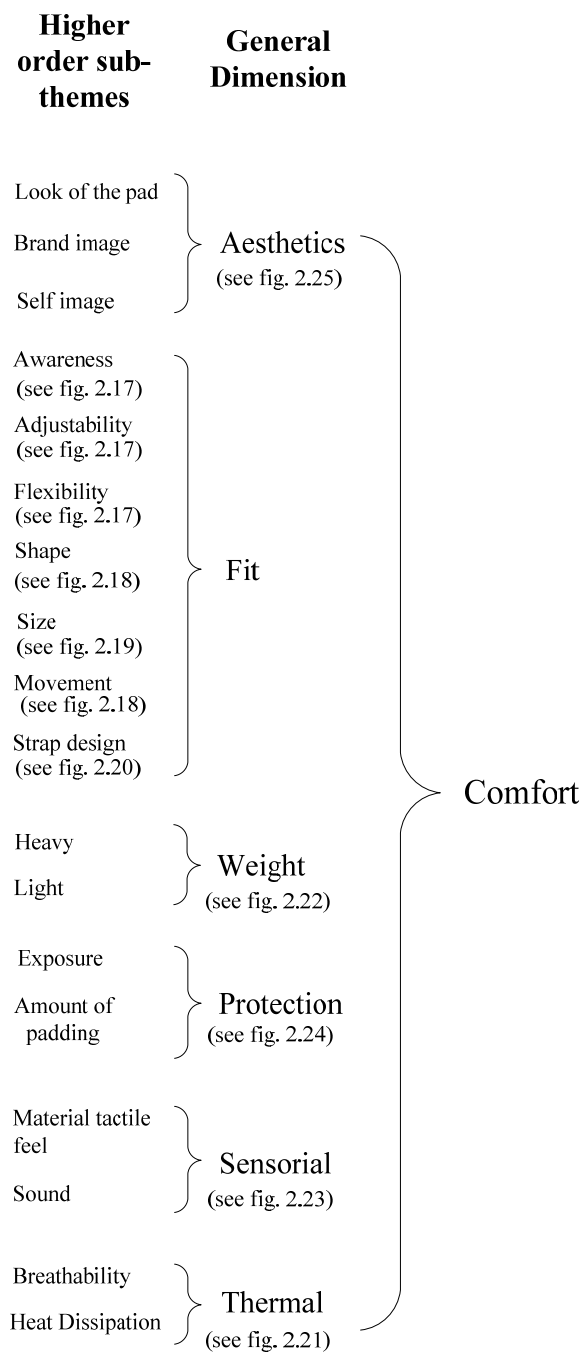 Higher
order sub-
themes
General
Dimension
Look of the pad
Brand image
Self image
Aesthetics
(see fig. 2.25)
Awareness
(see fig. 2.17)
Adjustability
(see fig. 2.17)
Flexibility
(see fig. 2.17)
Shape
(see fig. 2.18)
Size
(see fig. 2.19)
Movement
(see fig. 2.18)
Strap design
(see fig. 2.20)
Fit
Heavy
Light
Weight
(see fig. 2.22)
Exposure
Amount of
padding
Protection
(see fig. 2.24)
Material tactile
feel
Sound
Sensorial
(see fig. 2.23)
Breathability
Heat Dissipation
Thermal
(see fig. 2.21)
Comfort